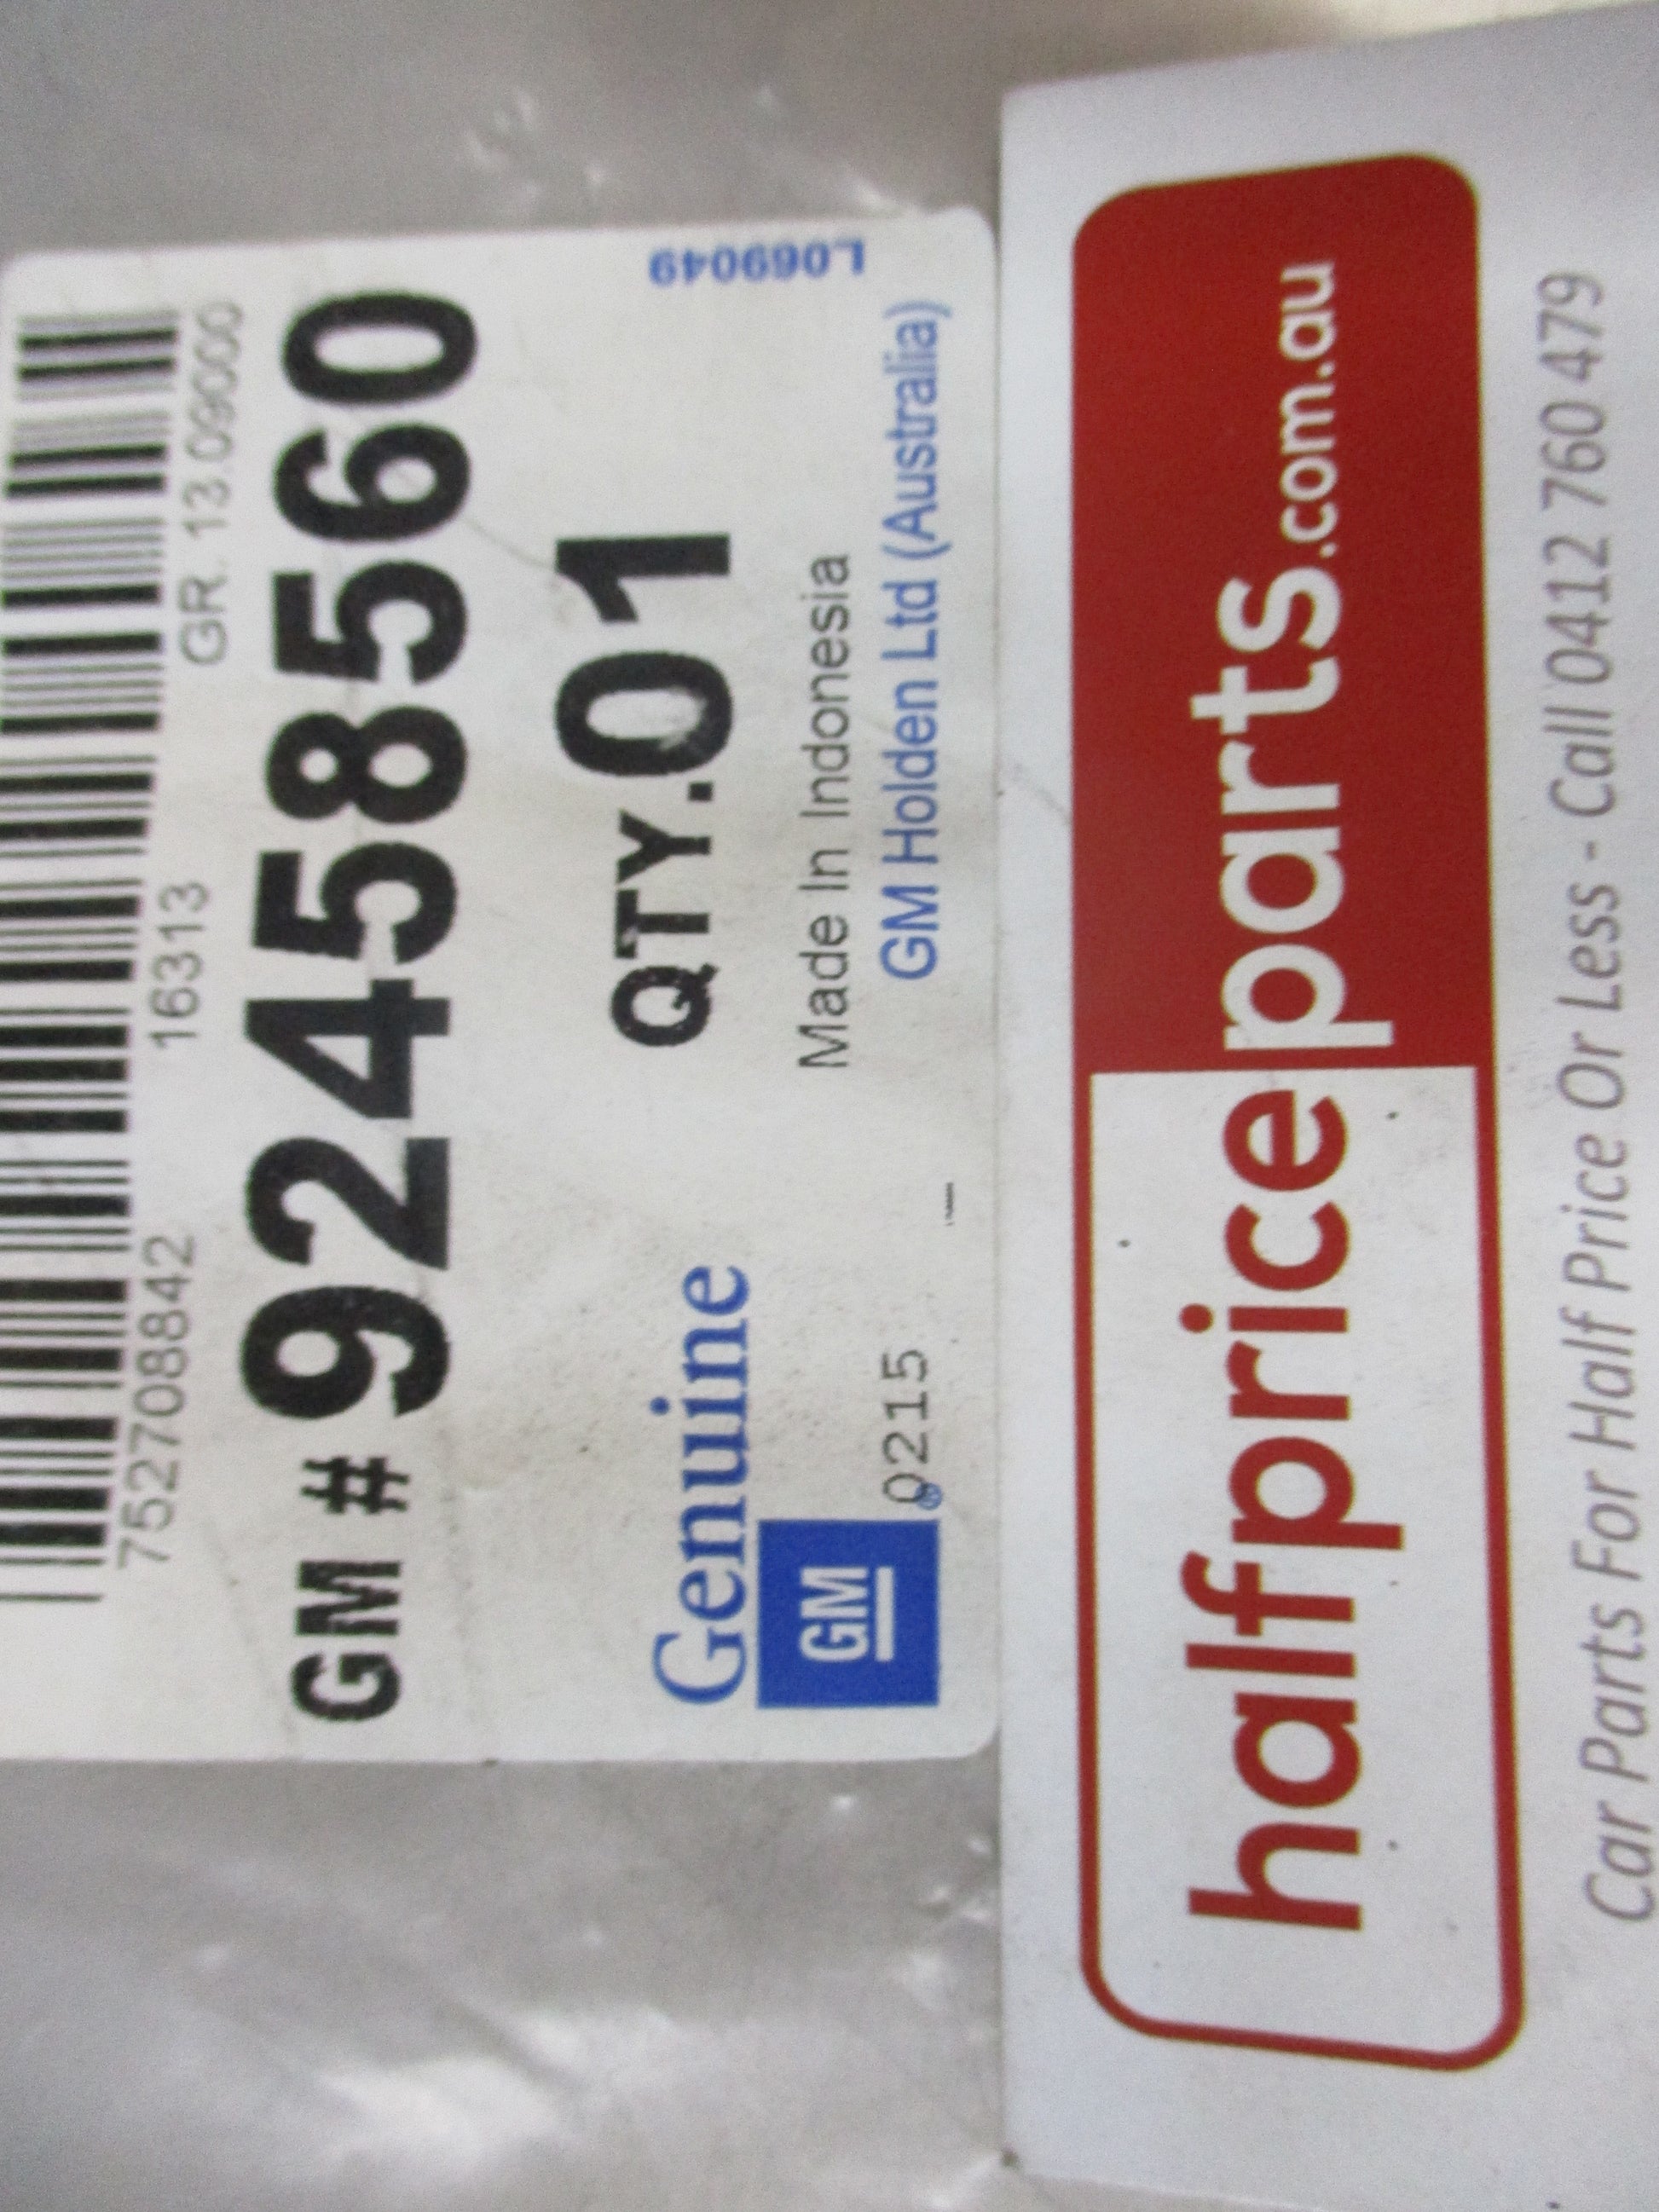 752708842 16313 GR. 13.09000
GM # 92458560
QTY.01
Genuine
GM
0215
Made In Indonesia
GM Holden Ltd (Australia)
L069049
halfpriceparts.com.au
Car Parts For Half Price Or Less - Call 0412 760 479